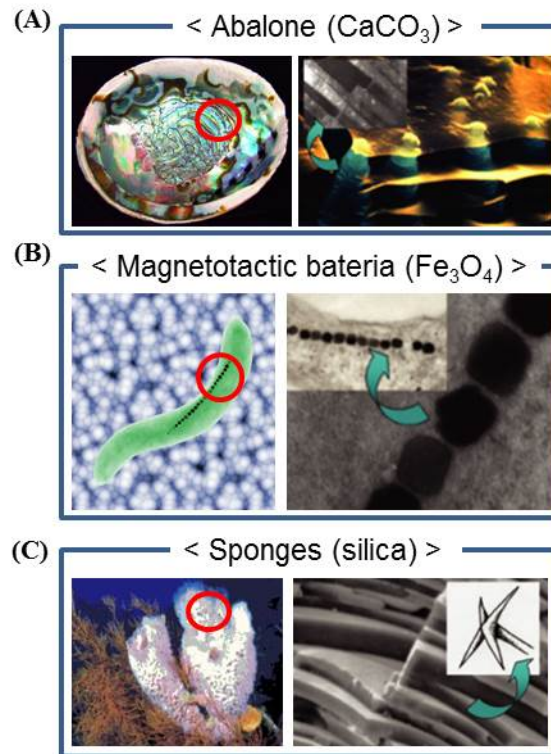 (A)
< Abalone (CaCO₃) >
(B)
< Magnetotactic bateria (Fe₃O₄) >
(C)
< Sponges (silica) >